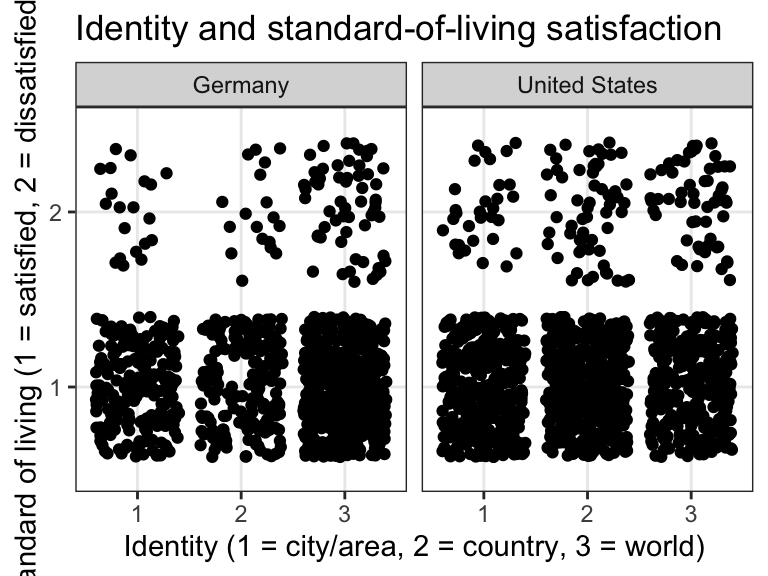 Identity and standard-of-living satisfaction
Germany
United States
andard of living (1 = satisfied, 2 = dissatisfied
2
1
1 2 3
1 2 3
Identity (1 = city/area, 2 = country, 3 = world)